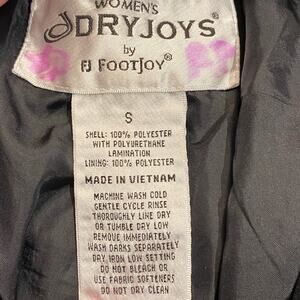 WOMEN'S
DRYJOYS®
by
FJ FOOTJOY®
S
SHELL: 100% POLYESTER
WITH POLYURETHANE
LAMINATION
LINING: 100% POLYESTER
MADE IN VIETNAM
MACHINE WASH COLD
GENTLE CYCLE RINSE
THOROUGHLY LINE DRY
OR TUMBLE DRY LOW
REMOVE IMMEDIATELY
WASH DARKS SEPARATELY
DRY IRON LOW SETTING
DO NOT BLEACH OR
USE FABRIC SOFTENERS
DO NOT DRY CLEAN